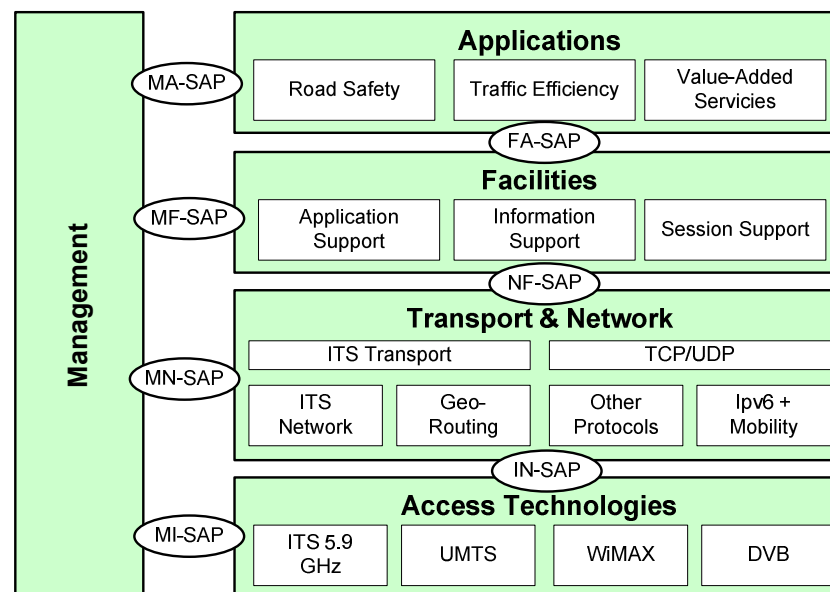 Management
MA-SAP
Applications
Road Safety
Traffic Efficiency
Value-Added
Servicies
FA-SAP
MF-SAP
Facilities
Application
Support
Information
Support
Session Support
NF-SAP
MN-SAP
Transport & Network
ITS Transport
TCP/UDP
ITS
Network
Geo-
Routing
Other
Protocols
Ipv6 +
Mobility
IN-SAP
MI-SAP
Access Technologies
ITS 5.9
GHz
UMTS
WiMAX
DVB